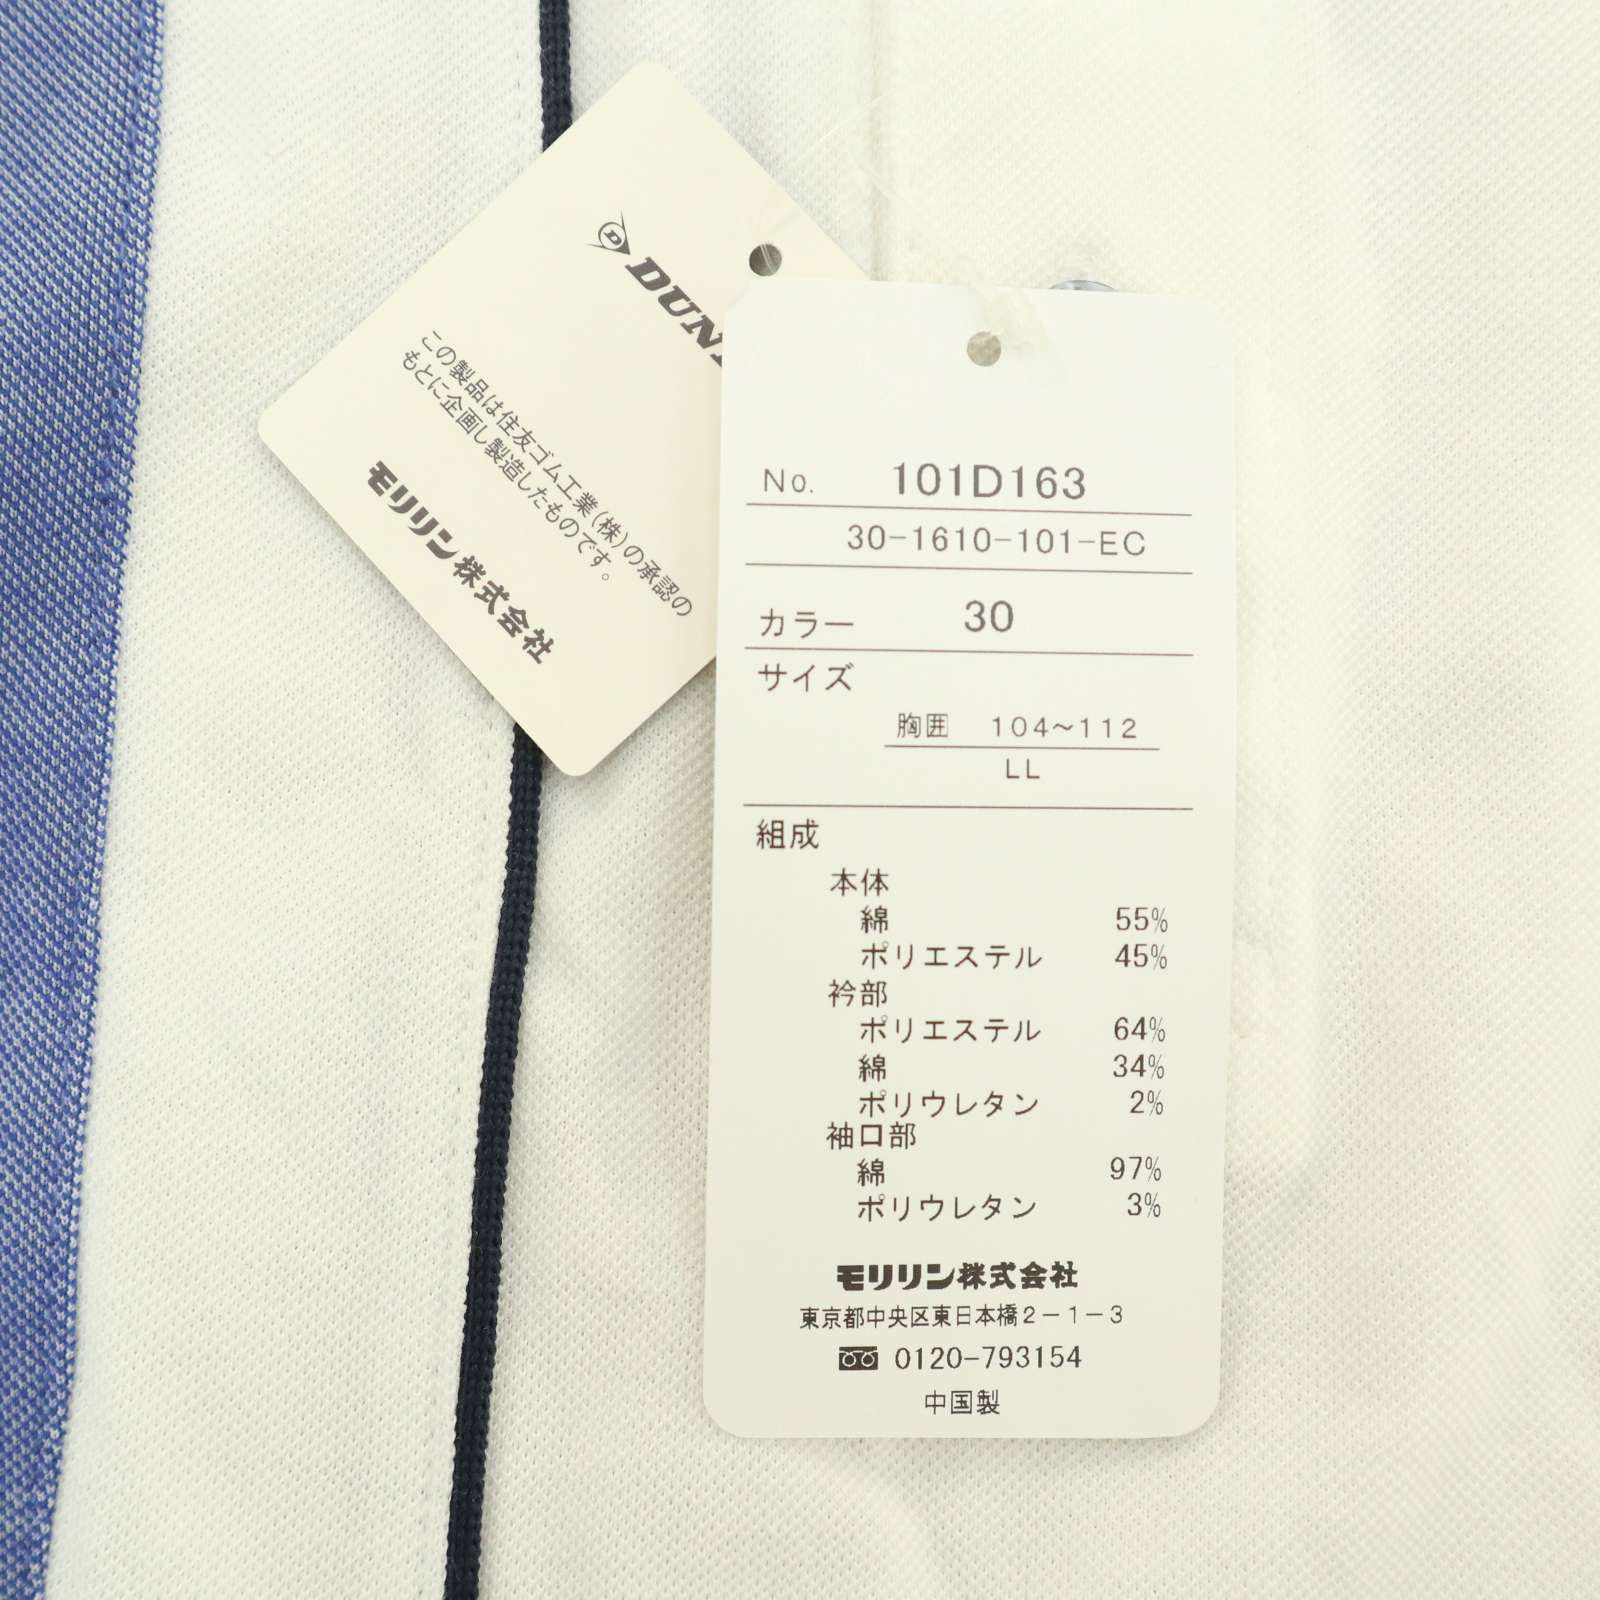 この製品は住友ゴム工業(株)の承認の
もとに企画し製造したものです。
モリリン株式会社
No. 101D163
30-1610-101-EC
カラー 30
サイズ
胸囲 104～112
LL
組成
本体
綿 55%
ポリエステル 45%
衿部
ポリエステル 64%
綿 34%
ポリウレタン 2%
袖口部
綿 97%
ポリウレタン 3%
モリリン株式会社
東京都中央区東日本橋2－1－3
0120-793154
中国製